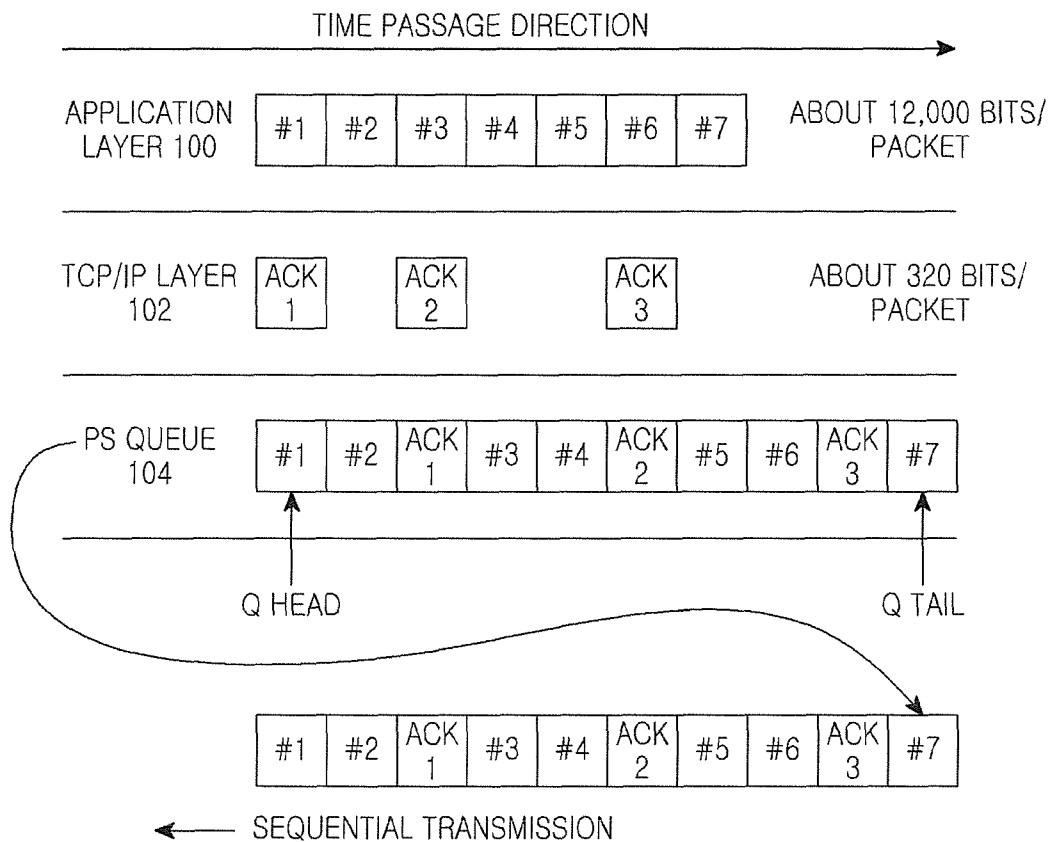 TIME PASSAGE DIRECTION
APPLICATION
LAYER 100
#1 #2 #3 #4 #5 #6 #7
ABOUT 12,000 BITS/
PACKET
TCP/IP LAYER
102
ACK
1
ACK
2
ACK
3
ABOUT 320 BITS/
PACKET
PS QUEUE
104
#1 #2 ACK 1 #3 #4 ACK 2 #5 #6 ACK 3 #7
Q HEAD
Q TAIL
#1 #2 ACK 1 #3 #4 ACK 2 #5 #6 ACK 3 #7
SEQUENTIAL TRANSMISSION